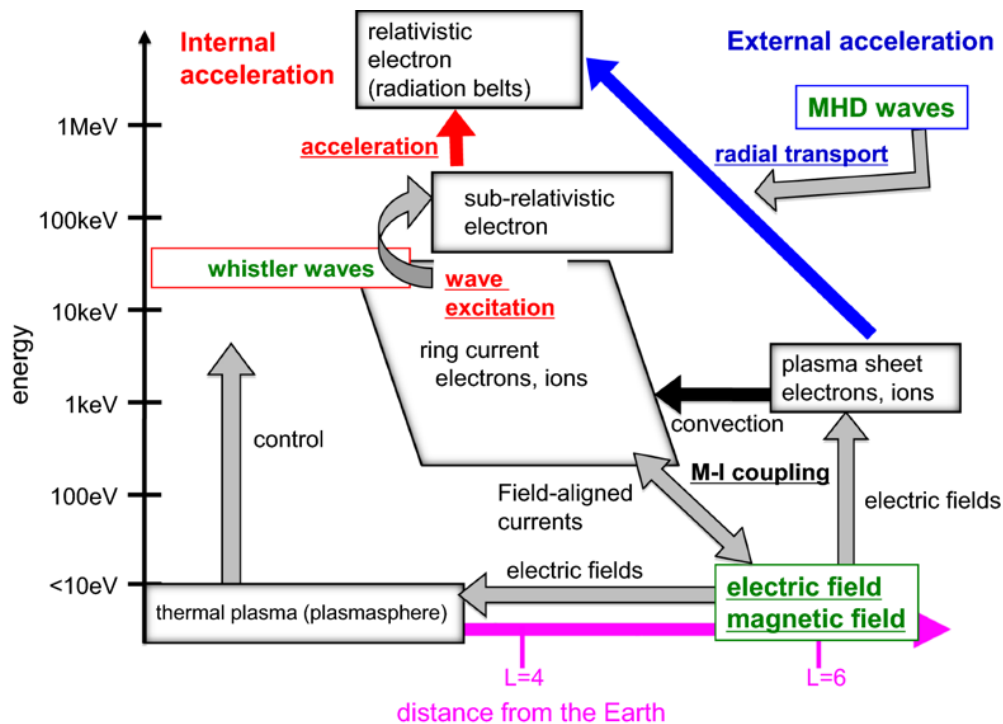 Internal
acceleration
relativistic
electron
(radiation belts)
External acceleration
MHD waves
1MeV
acceleration
radial transport
100keV
sub-relativistic
electron
whistler waves
wave
excitation
10keV
energy
ring current
electrons, ions
plasma sheet
electrons, ions
1keV
convection
control
M-I coupling
100eV
Field-aligned
currents
electric fields
<10eV
electric fields
electric field
magnetic field
thermal plasma (plasmasphere)
L=4
L=6
distance from the Earth